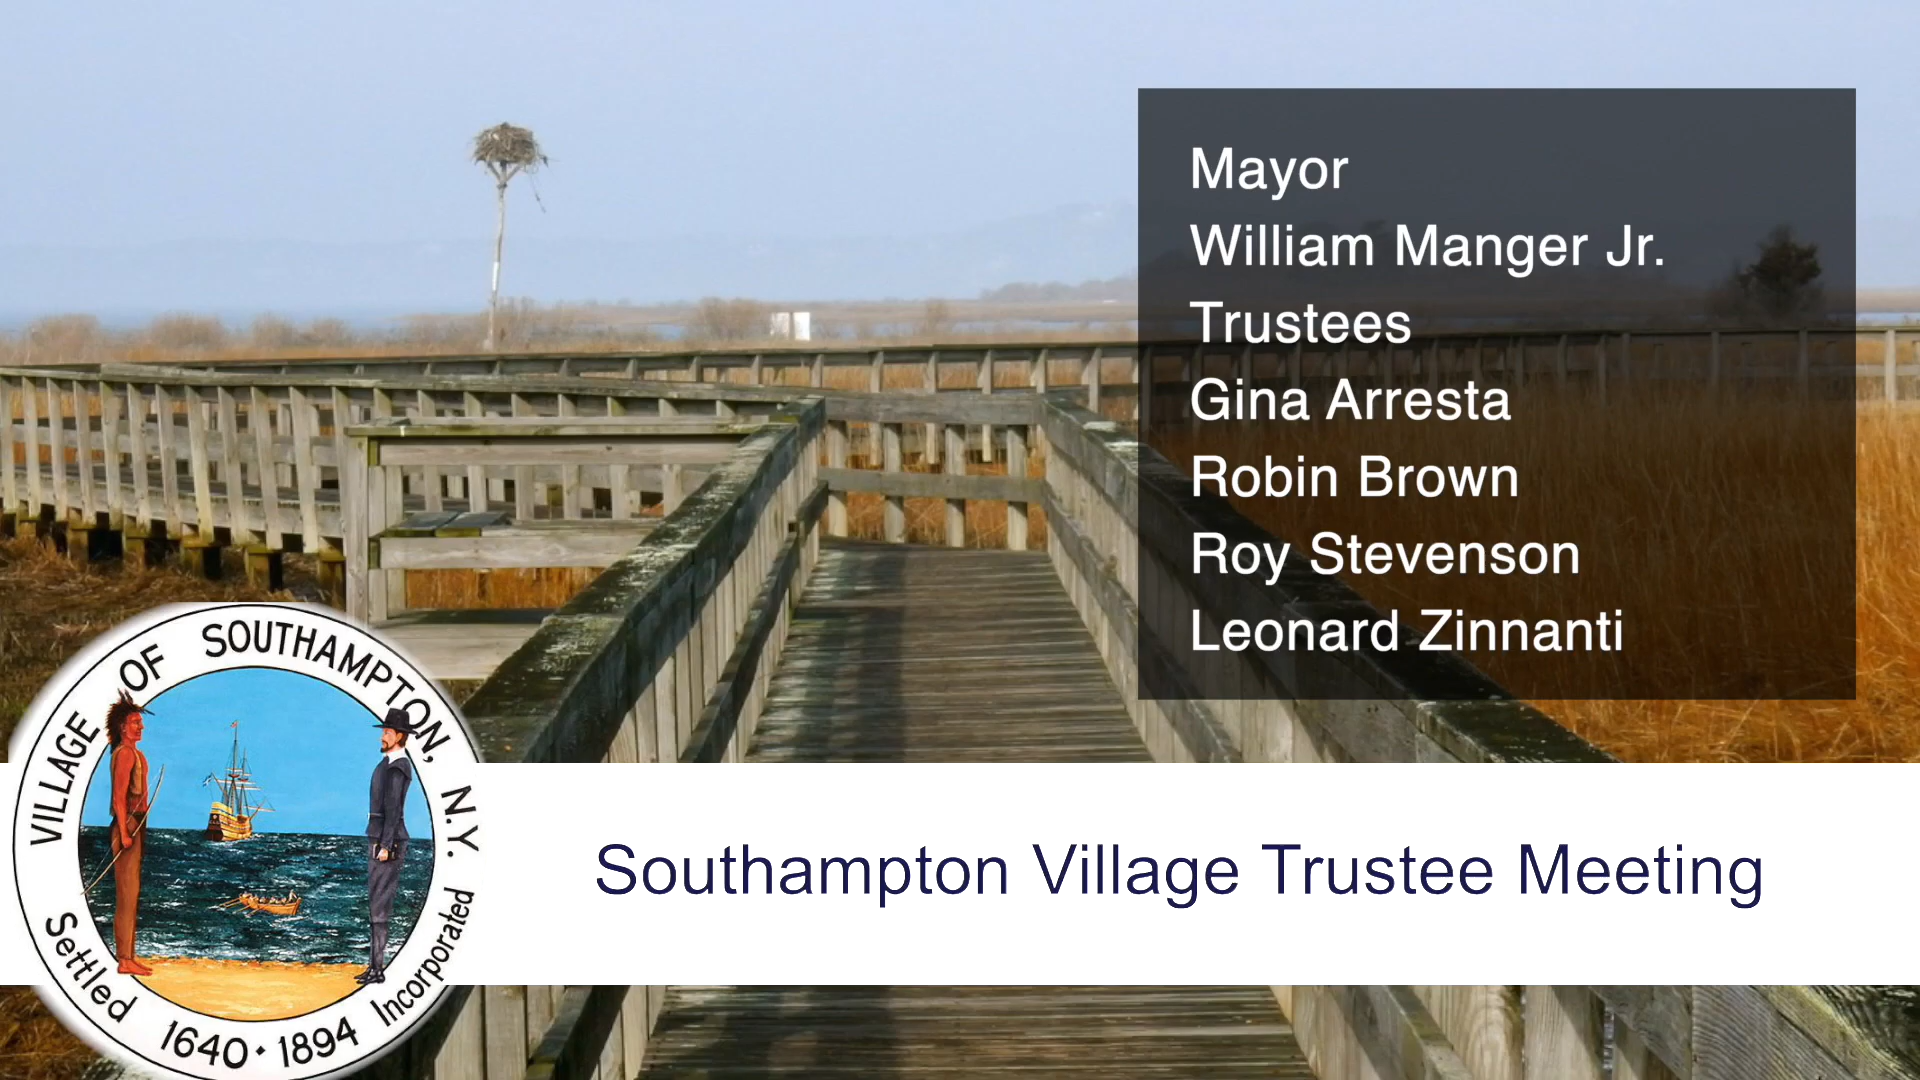 Mayor
William Manger Jr.
Trustees
Gina Arresta
Robin Brown
Roy Stevenson
Leonard Zinnanti
Southampton Village Trustee Meeting
VILLAGE OF SOUTHAMPTON, N.Y.
Settled 1640 · 1894 Incorporated